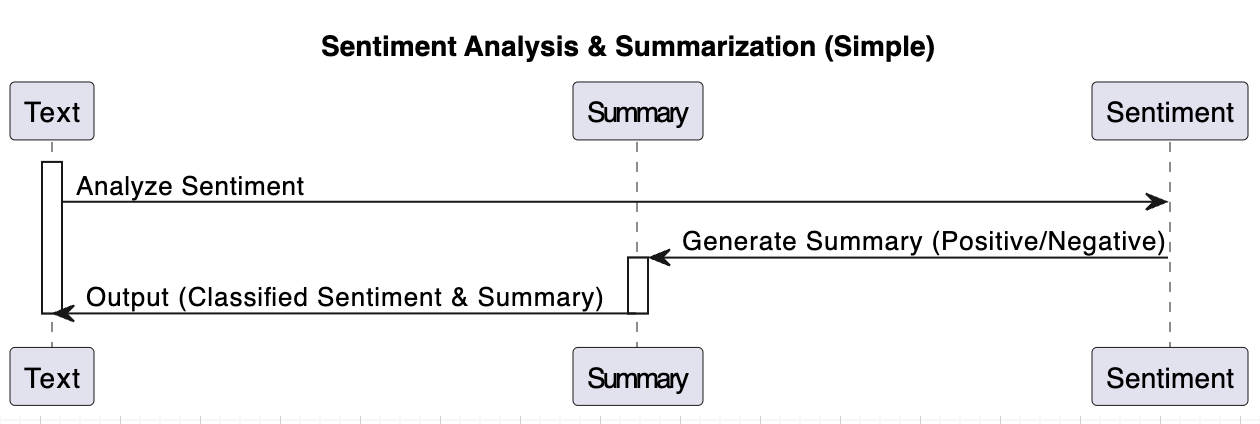 Sentiment Analysis & Summarization (Simple)
Text
Summary
Sentiment
Analyze Sentiment
Generate Summary (Positive/Negative)
Output (Classified Sentiment & Summary)
Text
Summary
Sentiment